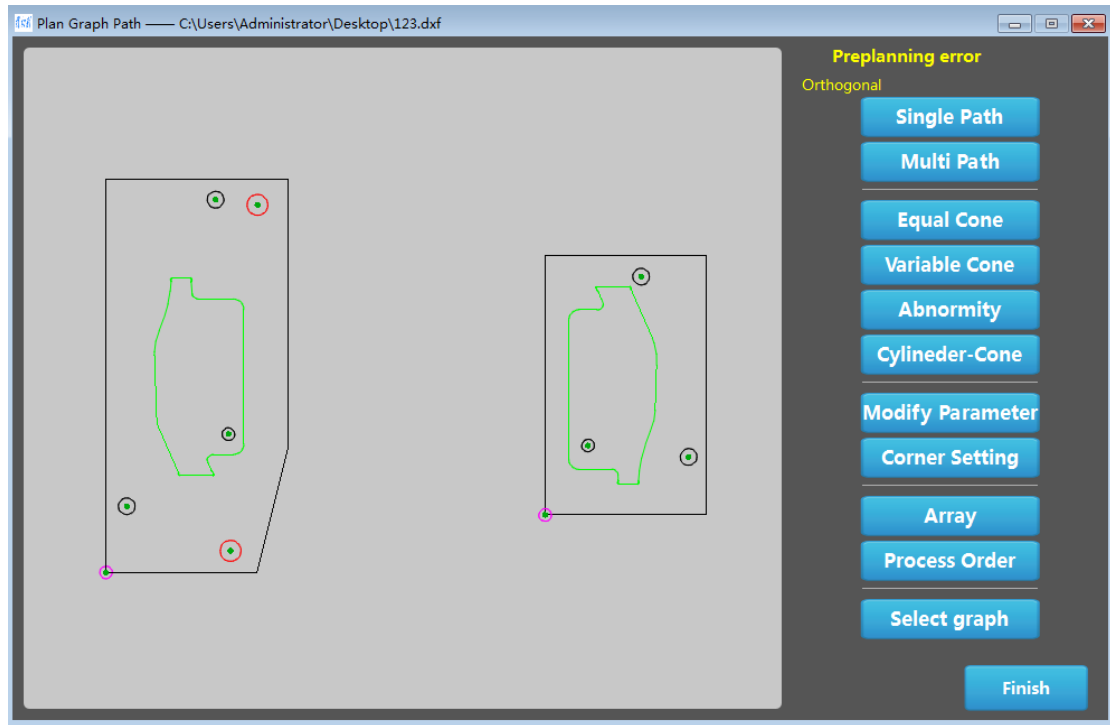 Plan Graph Path —— C:\Users\Administrator\Desktop\123.dxf
Preplanning error
Orthogonal
Single Path
Multi Path
Equal Cone
Variable Cone
Abnormity
Cylineder-Cone
Modify Parameter
Corner Setting
Array
Process Order
Select graph
Finish